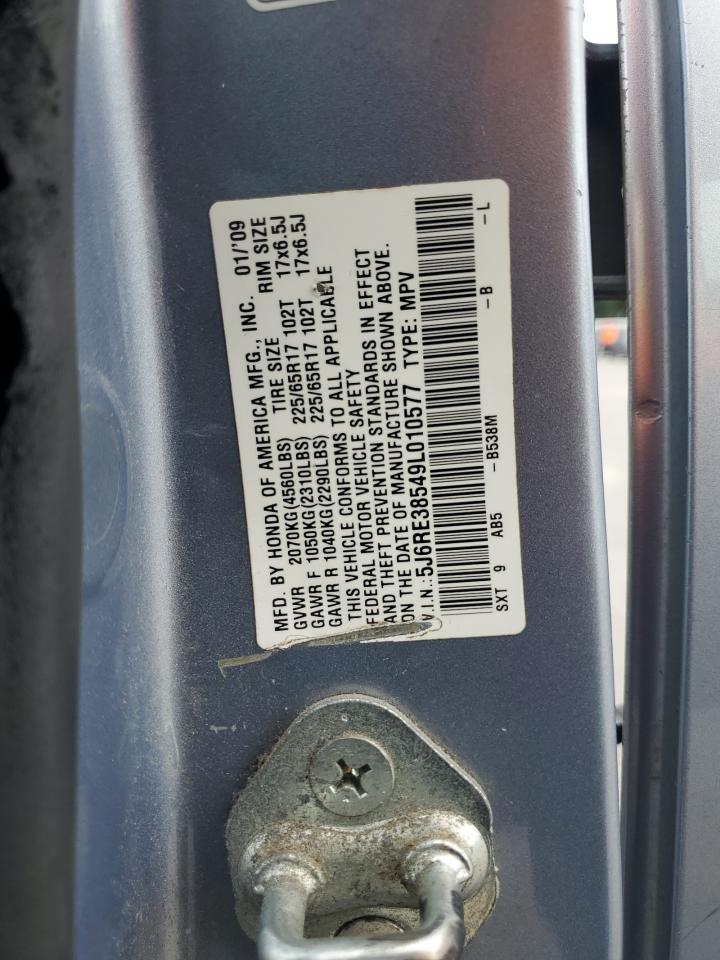 MFD. BY HONDA OF AMERICA MFG., INC. 01/'09
GVWR 2070KG(4560LBS) TIRE SIZE RIM SIZE
GAWR F 1050KG(2310LBS) 225/65R17 102T 17x6.5J
GAWR R 1040KG(2290LBS) 225/65R17 102T 17x6.5J
THIS VEHICLE CONFORMS TO ALL APPLICABLE
FEDERAL MOTOR VEHICLE SAFETY
AND THEFT PREVENTION STANDARDS IN EFFECT
ON THE DATE OF MANUFACTURE SHOWN ABOVE.
V.I.N.:5J6RE38549L010577 TYPE: MPV
SXT 9 AB5 -B538M -B -L